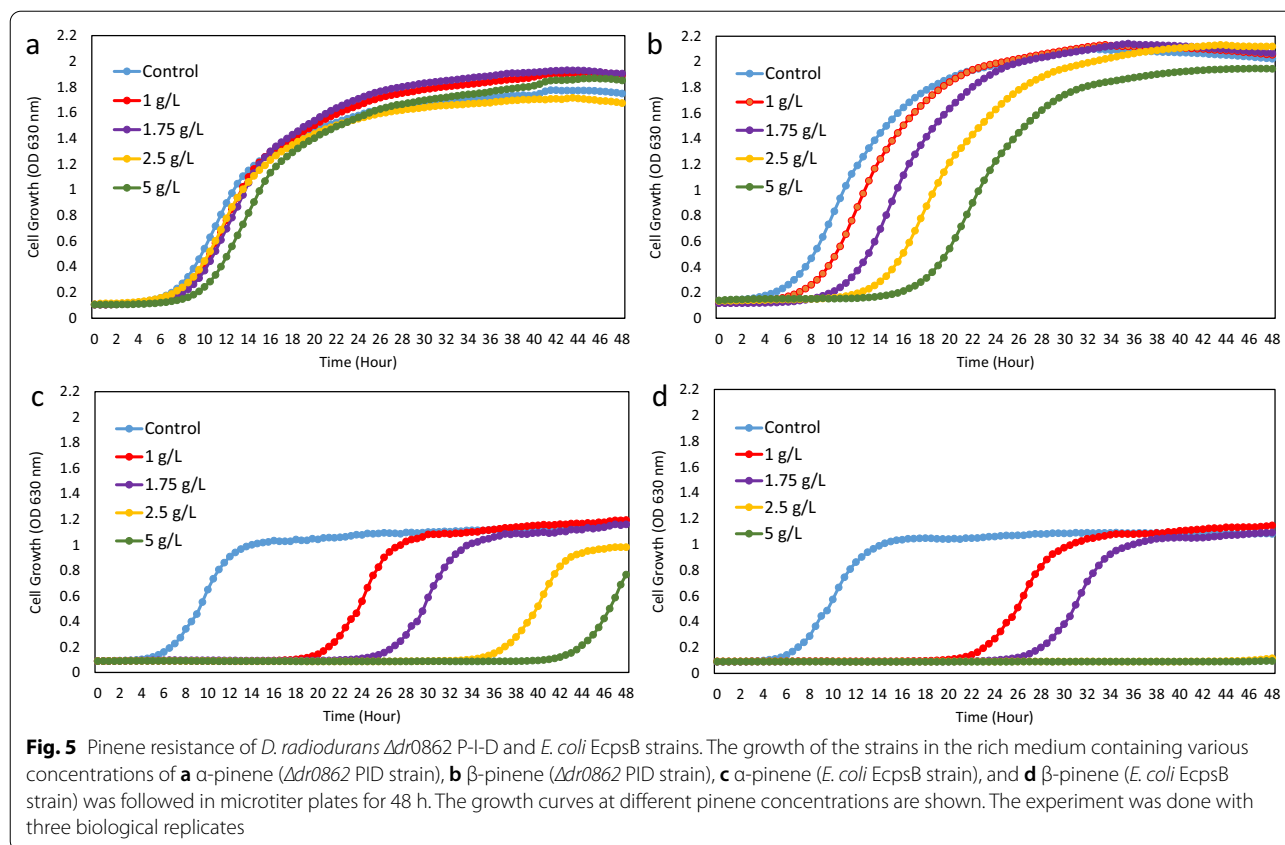 a
2.2
2
1.8
1.6
1.4
1.2
1
0.8
0.6
0.4
0.2
0
Cell Growth (OD 630 nm)
Control
1 g/L
1.75 g/L
2.5 g/L
5 g/L
0 2 4 6 8 10 12 14 16 18 20 22 24 26 28 30 32 34 36 38 40 42 44 46 48
Time (Hour)
b
2.2
2
1.8
1.6
1.4
1.2
1
0.8
0.6
0.4
0.2
0
Cell Growth (OD 630 nm)
Control
1 g/L
1.75 g/L
2.5 g/L
5 g/L
0 2 4 6 8 10 12 14 16 18 20 22 24 26 28 30 32 34 36 38 40 42 44 46 48
Time (Hour)
c
2.2
2
1.8
1.6
1.4
1.2
1
0.8
0.6
0.4
0.2
0
Cell Growth (OD 630 nm)
Control
1 g/L
1.75 g/L
2.5 g/L
5 g/L
0 2 4 6 8 10 12 14 16 18 20 22 24 26 28 30 32 34 36 38 40 42 44 46 48
Time (Hour)
d
2.2
2
1.8
1.6
1.4
1.2
1
0.8
0.6
0.4
0.2
0
Cell Growth (OD 630 nm)
Control
1 g/L
1.75 g/L
2.5 g/L
5 g/L
0 2 4 6 8 10 12 14 16 18 20 22 24 26 28 30 32 34 36 38 40 42 44 46 48
Time (Hour)
Fig. 5 Pinene resistance of D. radiodurans Δdr0862 P-I-D and E. coli EcpsB strains. The growth of the strains in the rich medium containing various
concentrations of a α-pinene (Δdr0862 PID strain), b β-pinene (Δdr0862 PID strain), c α-pinene (E. coli EcpsB strain), and d β-pinene (E. coli EcpsB
strain) was followed in microtiter plates for 48 h. The growth curves at different pinene concentrations are shown. The experiment was done with
three biological replicates